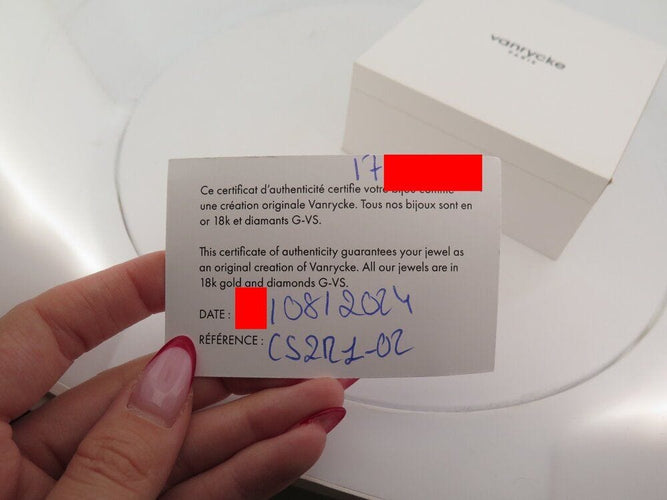 vanrycke
PARIS
17
Ce certificat d'authenticité certifie votre bijou comme
une création originale Vanrycke. Tous nos bijoux sont en
or 18k et diamants G-VS.
This certificate of authenticity guarantees your jewel as
an original creation of Vanrycke. All our jewels are in
18k gold and diamonds G-VS.
DATE : /08/2024
RÉFÉRENCE : CS2R1-02